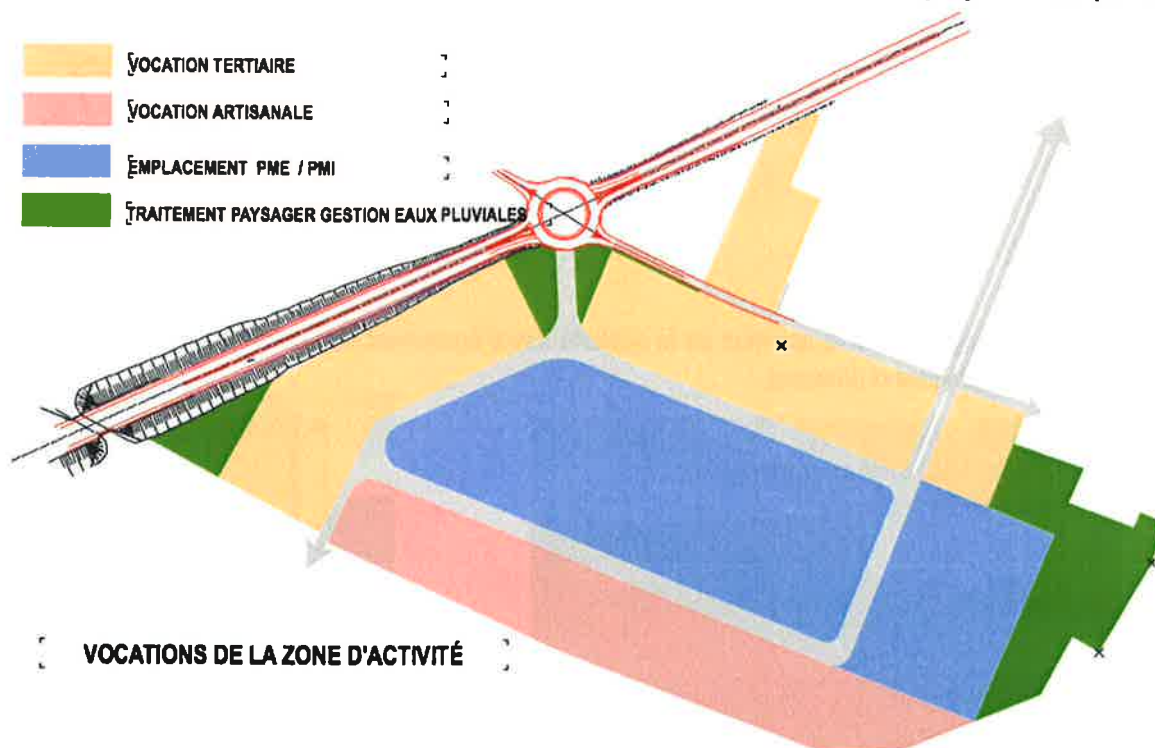 VOCATION TERTIAIRE
VOCATION ARTISANALE
EMPLACEMENT PME / PMI
TRAITEMENT PAYSAGER GESTION EAUX PLUVIALES
VOCATIONS DE LA ZONE D'ACTIVITÉ